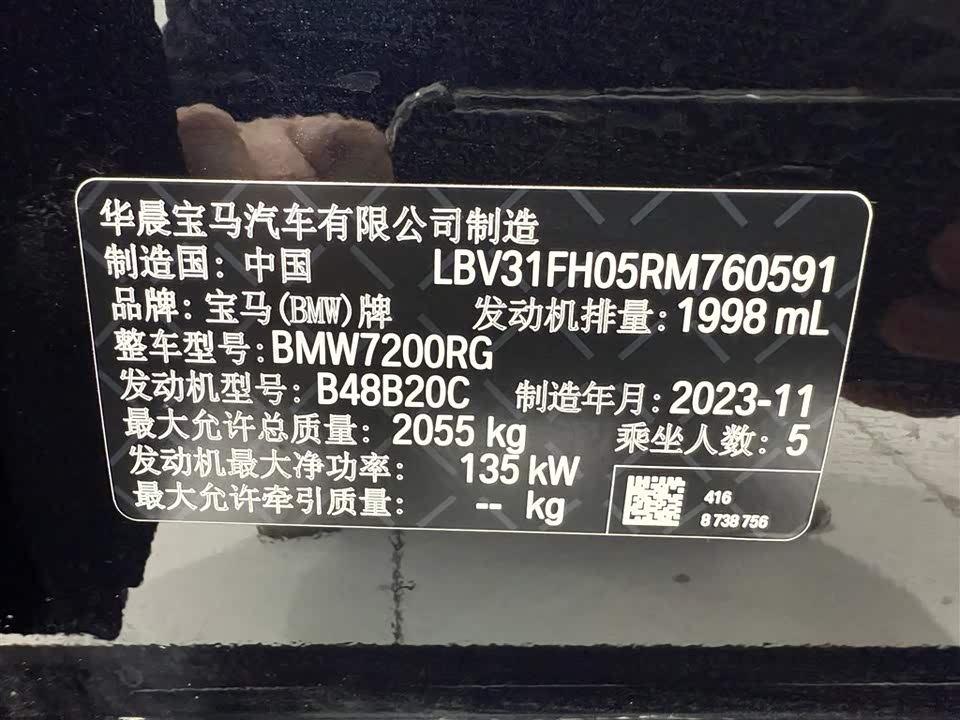 华晨宝马汽车有限公司制造
制造国: 中国 LBV31FH05RM760591
品牌: 宝马(BMW)牌 发动机排量: 1998 mL
整车型号: BMW7200RG
发动机型号: B48B20C 制造年月: 2023-11
最大允许总质量: 2055 kg 乘坐人数: 5
发动机最大净功率: 135 kW
最大允许牵引质量: -- kg
416
8 738 756